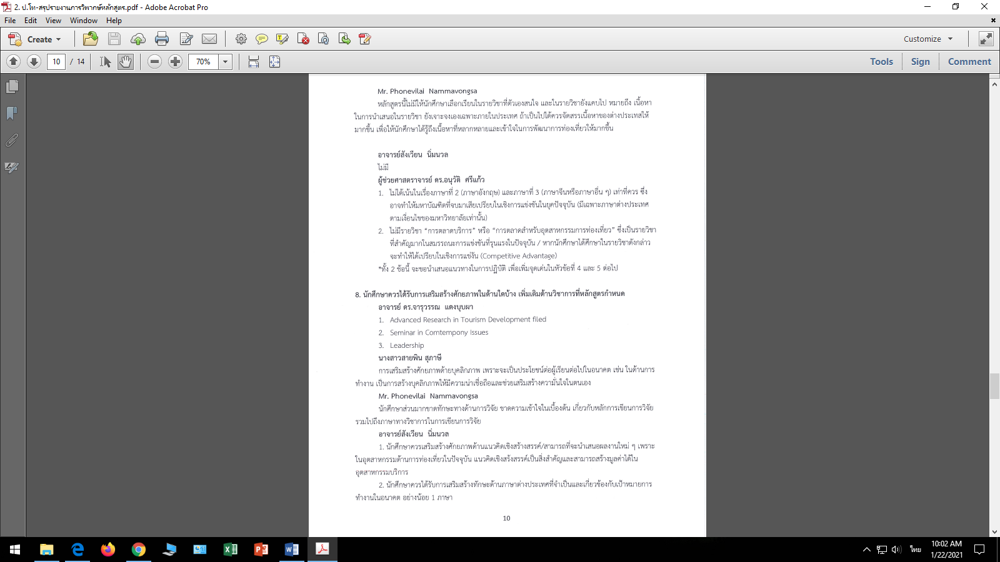 2. ป.โท-สรุปรายงานการวิพากษ์หลักสูตร.pdf - Adobe Acrobat Pro
File Edit View Window Help
Create
Customize
10 / 14
70%
Tools Sign Comment
Mr. Phonevilai Nammavongsa
หลักสูตรนี้ไม่มีให้นักศึกษาเลือกเรียนในรายวิชาที่ตัวเองสนใจ และในรายวิชายังแคบไป หมายถึง เนื้อหา
ในการนำเสนอในรายวิชา ยังเจาะจงเองเฉพาะภายในประเทศ ถ้าเป็นไปได้ควรจัดสรรเนื้อหาของต่างประเทศให้
มากขึ้น เพื่อให้นักศึกษาได้รู้ถึงเนื้อหาที่หลากหลายและเข้าใจในการพัฒนาการท่องเที่ยวให้มากขึ้น
อาจารย์สังเวียน นิ่มนวล
ไม่มี
ผู้ช่วยศาสตราจารย์ ดร.อนุวัติ ศรีแก้ว
1. ไม่ได้เน้นในเรื่องภาษาที่ 2 (ภาษาอังกฤษ) และภาษาที่ 3 (ภาษาจีนหรือภาษาอื่น ๆ) เท่าที่ควร ซึ่ง
อาจทำให้มหาบัณฑิตที่จบมาเสียเปรียบในเชิงการแข่งขันในยุคปัจจุบัน (มีเฉพาะภาษาต่างประเทศ
ตามเงื่อนไขของมหาวิทยาลัยเท่านั้น)
2. ไม่มีรายวิชา “การตลาดบริการ” หรือ “การตลาดสำหรับอุตสาหกรรมการท่องเที่ยว” ซึ่งเป็นรายวิชา
ที่สำคัญมากในสมรรถนะการแข่งขันที่รุนแรงในปัจจุบัน / หากนักศึกษาได้ศึกษาในรายวิชาดังกล่าว
จะทำให้ได้เปรียบในเชิงการแข่งัน (Competitive Advantage)
*ทั้ง 2 ข้อนี้ จะขอนำเสนอแนวทางในการปฏิบัติ เพื่อเพิ่มจุดเด่นในหัวข้อที่ 4 และ 5 ต่อไป
8. นักศึกษาควรได้รับการเสริมสร้างศักยภาพในด้านใดบ้าง เพิ่มเติมด้านวิชาการที่หลักสูตรกำหนด
อาจารย์ ดร.จารุวรรณ แดงบุบผา
1. Advanced Research in Tourism Development filed
2. Seminar in Comtempony Issues
3. Leadership
นางสาวสายพิน สุภาษี
การเสริมสร้างศักยภาพด้ายบุคลิกภาพ เพราะจะเป็นประโยชน์ต่อผู้เรียนต่อไปในอนาคต เช่น ในด้านการ
ทำงาน เป็นการสร้างบุคลิกภาพให้มีความน่าเชื่อถือและช่วยเสริมสร้างความั่นใจในตนเอง
Mr. Phonevilai Nammavongsa
นักศึกษาส่วนมากขาดทักษะทางด้านการวิจัย ขาดความเข้าใจในเบื้องต้น เกี่ยวกับหลักการเขียนการวิจัย
รวมไปถึงภาษาทางวิชาการในการเขียนการวิจัย
อาจารย์สังเวียน นิ่มนวล
1. นักศึกษาควรเสริมสร้างศักยภาพด้านแนวคิดเชิงสร้างสรรค์/สามารถที่จะนำเสนอผลงานใหม่ ๆ เพราะ
ในอุตสาหกรรมด้านการท่องเที่ยวในปัจจุบัน แนวคิดเชิงสร้งสรรค์เป็นสิ่งสำคัญและสามารถสร้างมูลค่าได้ใน
อุตสาหกรรมบริการ
2. นักศึกษาควรได้รับการเสริมสร้างทักษะด้านภาษาต่างประเทศที่จำเป็นและเกี่ยวข้องกับเป้าหมายการ
ทำงานในอนาคต อย่างน้อย 1 ภาษา
10
ไทย
10:02 AM
1/22/2021